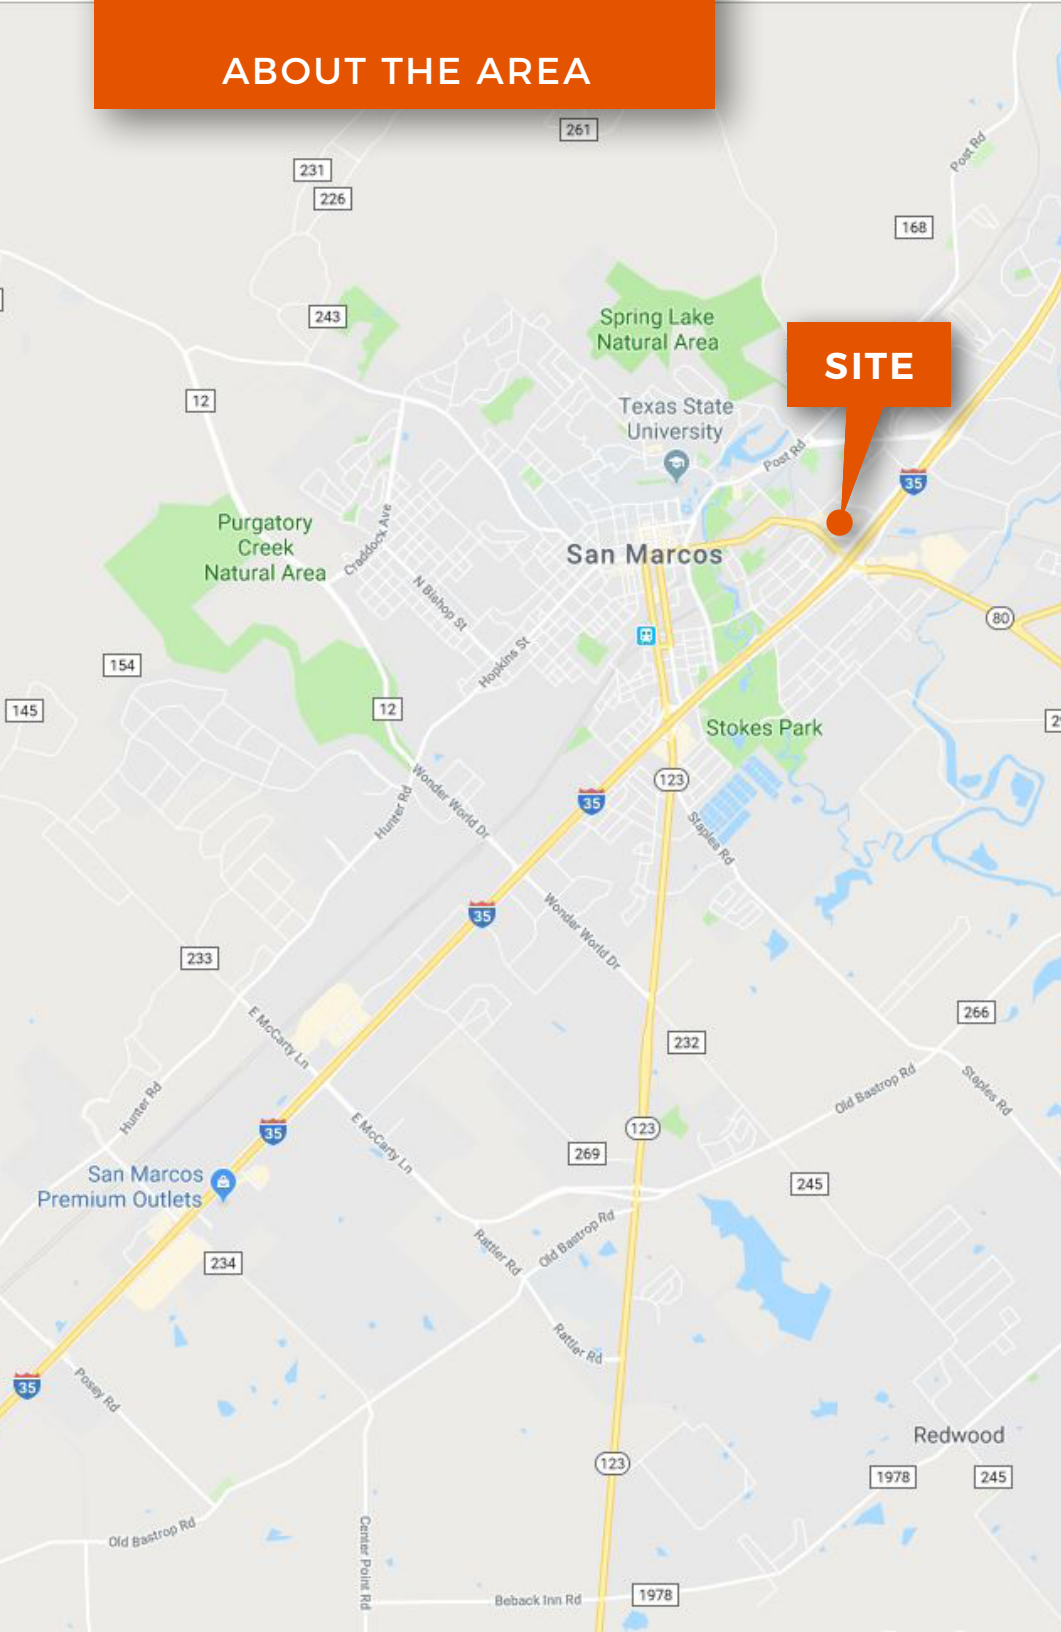 ABOUT THE AREA
261
Post Rd
231
226
168
243
Spring Lake
Natural Area
SITE
12
Texas State
University
Post Rd
35
Craddock Ave
Purgatory
Creek
Natural Area
San Marcos
N Bishop St
80
Hopkins St
154
145
12
Stokes Park
Wonder World Dr
123
Hunter Rd
35
Staples Rd
35
Wonder World Dr
233
266
E McCarty Ln
232
Old Bastrop Rd
Staples Rd
Hunter Rd
35
E McCarty Ln
123
269
San Marcos
Premium Outlets
245
Rattler Rd
Old Bastrop Rd
234
Rattler Rd
35
Posey Rd
Redwood
123
1978
245
Old Bastrop Rd
Center Point Rd
Beback Inn Rd
1978